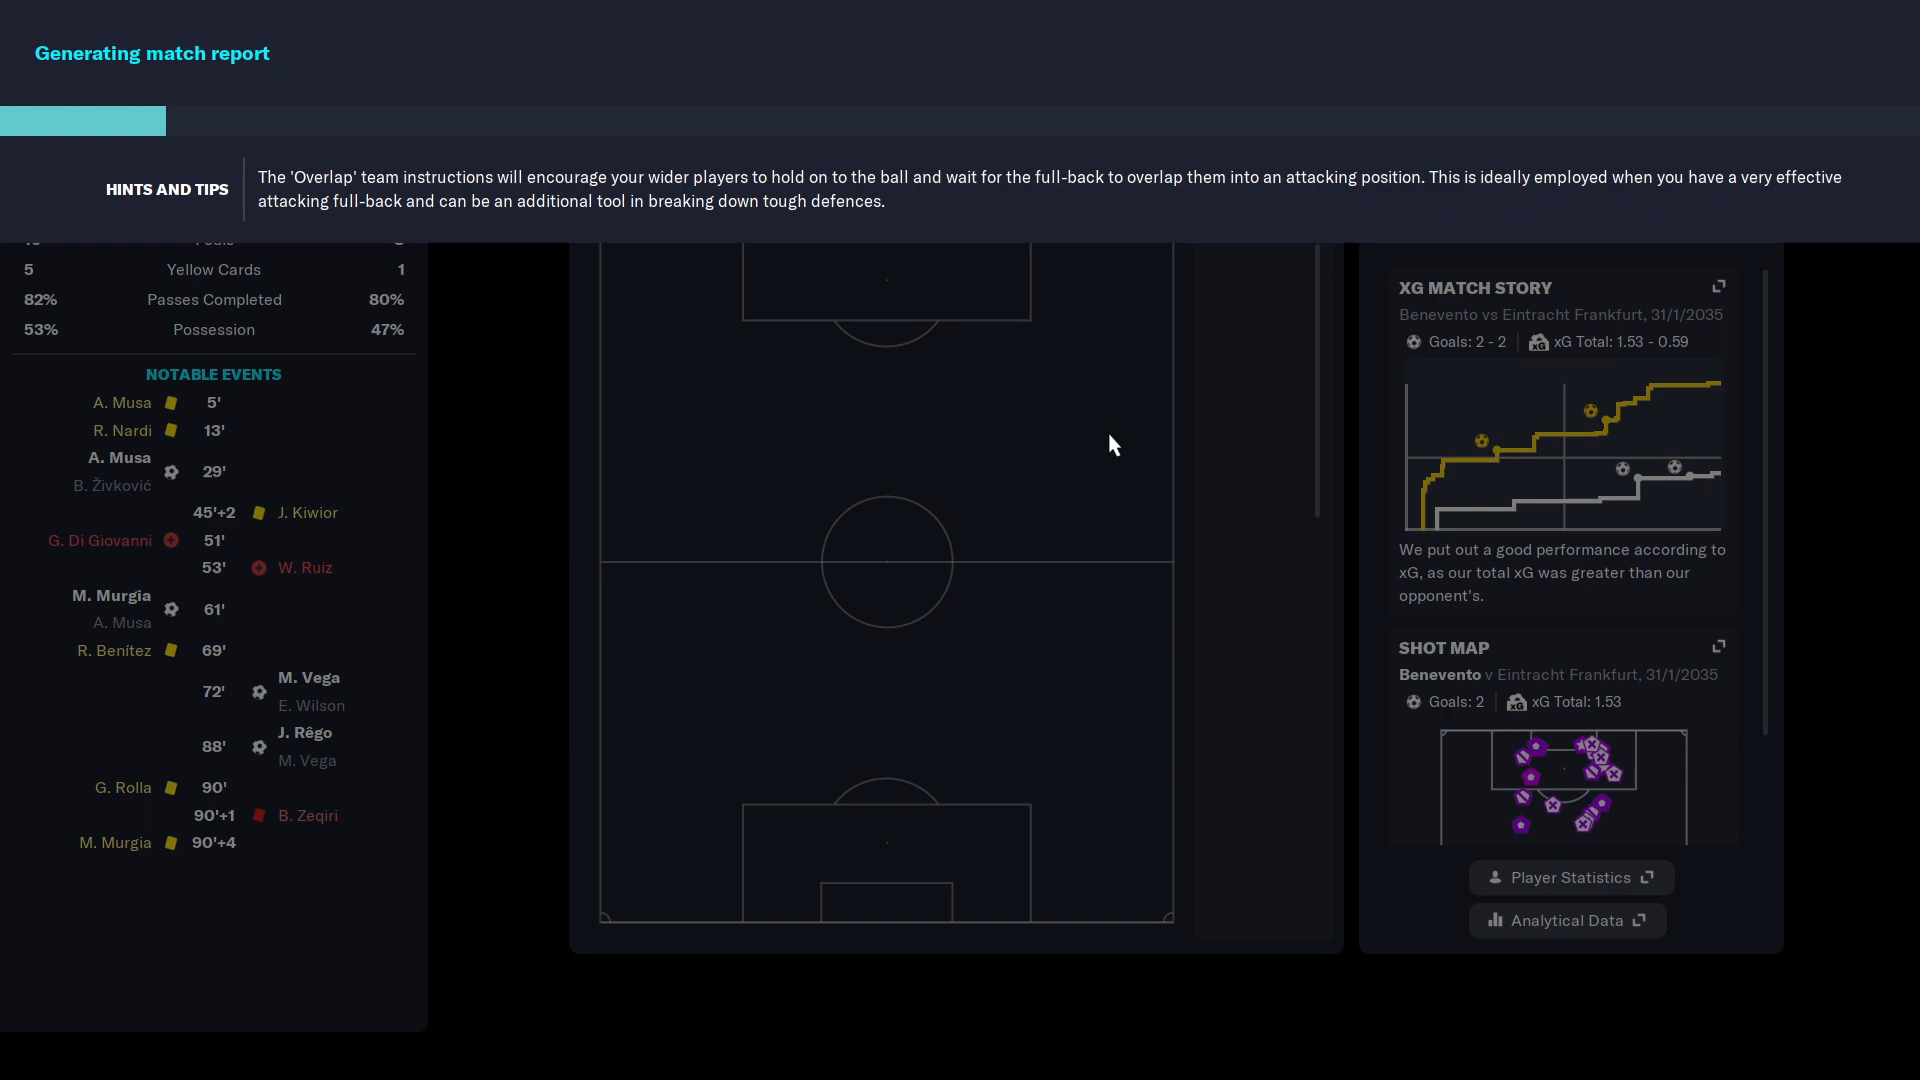 Generating match report
HINTS AND TIPS
The 'Overlap' team instructions will encourage your wider players to hold on to the ball and wait for the full-back to overlap them into an attacking position. This is ideally employed when you have a very effective
attacking full-back and can be an additional tool in breaking down tough defences.
5 Yellow Cards 1
82% Passes Completed 80%
53% Possession 47%
NOTABLE EVENTS
A. Musa 5'
R. Nardi 13'
A. Musa 29'
B. Živković
45'+2 J. Kiwior
G. Di Giovanni 51'
53' W. Ruiz
M. Murgia 61'
A. Musa
R. Benítez 69'
72' M. Vega
E. Wilson
88' J. Rêgo
M. Vega
G. Rolla 90'
90'+1 B. Zeqiri
M. Murgia 90'+4
XG MATCH STORY
Benevento vs Eintracht Frankfurt, 31/1/2035
Goals: 2 - 2 xG xG Total: 1.53 - 0.59
We put out a good performance according to
xG, as our total xG was greater than our
opponent's.
SHOT MAP
Benevento v Eintracht Frankfurt, 31/1/2035
Goals: 2 xG xG Total: 1.53
Player Statistics
Analytical Data